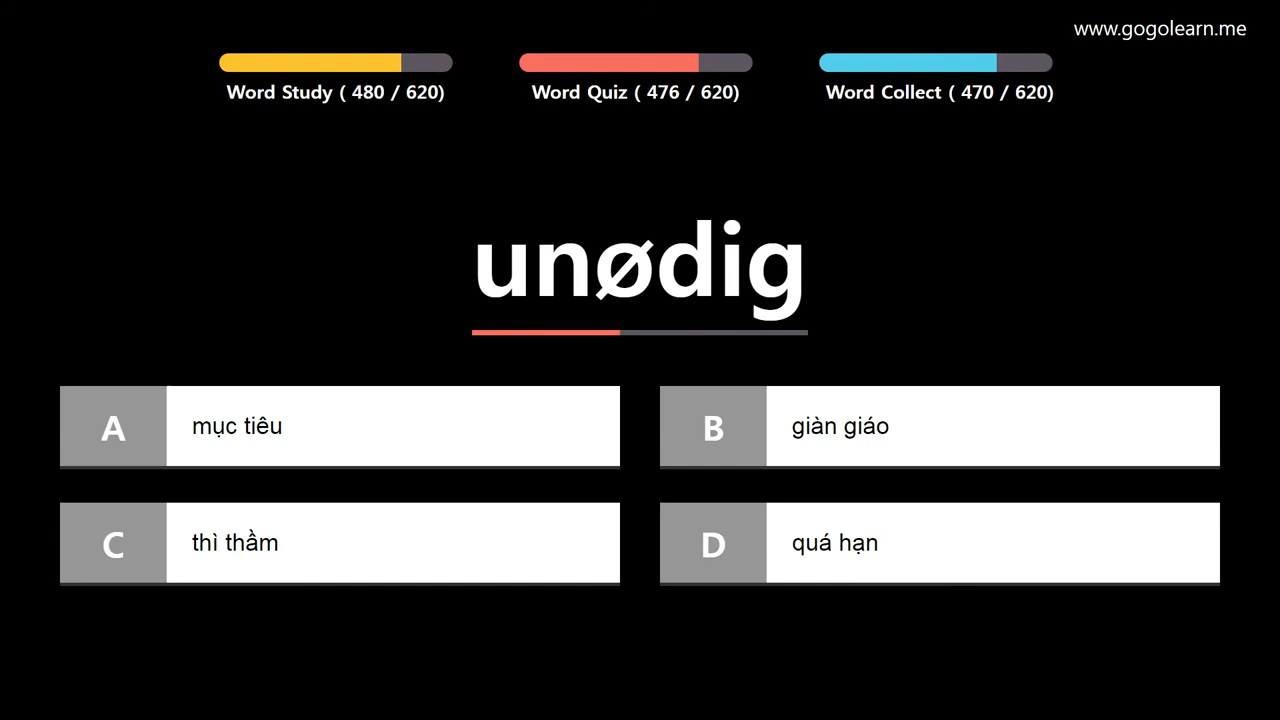 www.gogolearn.me
Word Study ( 480 / 620)
Word Quiz ( 476 / 620)
Word Collect ( 470 / 620)
unødig
A mục tiêu
B giàn giáo
C thì thầm
D quá hạn